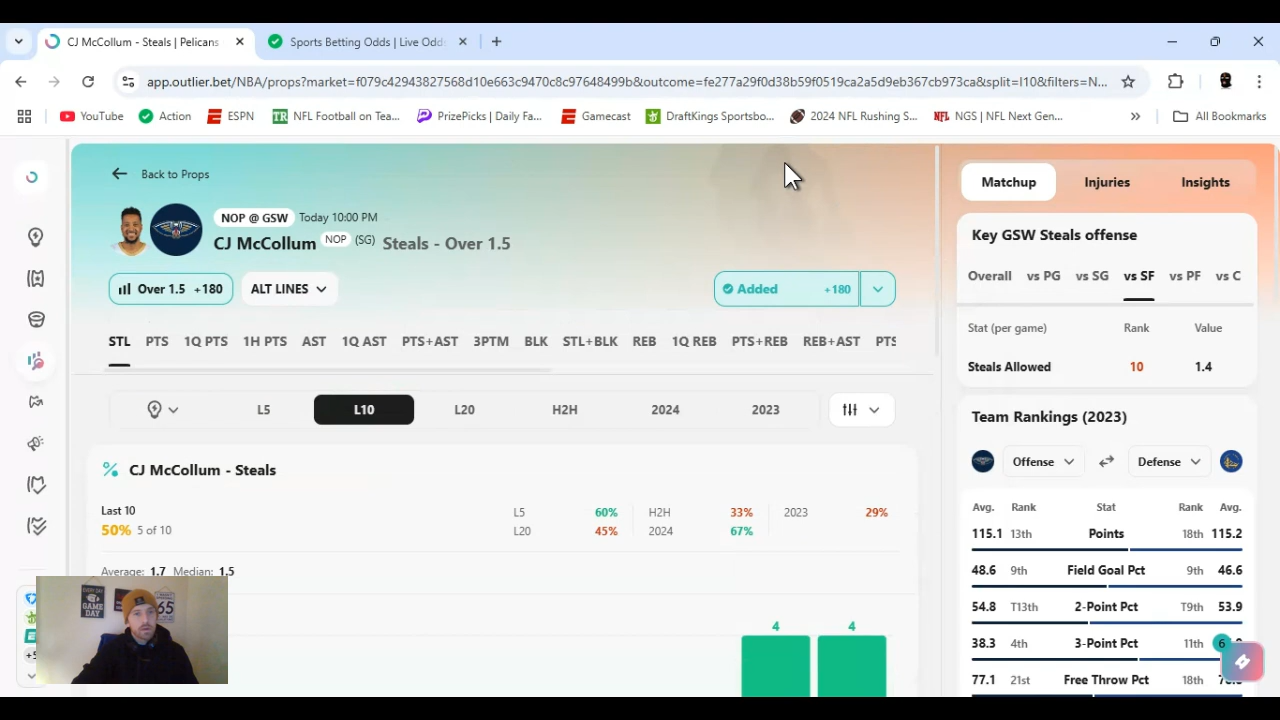 CJ McCollum - Steals | Pelicans
Sports Betting Odds | Live Odd
app.outlier.bet/NBA/props?market=f079c42943827568d10e663c9470c8c97648499b&outcome=fe277a29f0d38b59f0519ca2a5d9eb367cb973ca&split=l10&filters=N...
YouTube
Action
ESPN
TR NFL Football on Tea...
PrizePicks | Daily Fa...
Gamecast
DraftKings Sportsbo...
2024 NFL Rushing S...
NFL NGS | NFL Next Gen...
All Bookmarks
Back to Props
NOP @ GSW Today 10:00 PM
CJ McCollum NOP (SG) Steals - Over 1.5
Over 1.5 +180 ALT LINES
Added +180
STL PTS 1Q PTS 1H PTS AST 1Q AST PTS+AST 3PTM BLK STL+BLK REB 1Q REB PTS+REB REB+AST PTS
L5 L10 L20 H2H 2024 2023
CJ McCollum - Steals
Last 10
50% 5 of 10
L5 60% H2H 33% 2023 29%
L20 45% 2024 67%
Average: 1.7 Median: 1.5
4 4
Matchup Injuries Insights
Key GSW Steals offense
Overall vs PG vs SG vs SF vs PF vs C
Stat (per game) Rank Value
Steals Allowed 10 1.4
Team Rankings (2023)
Offense Defense
Avg. Rank Stat Rank Avg.
115.1 13th Points 18th 115.2
48.6 9th Field Goal Pct 9th 46.6
54.8 T13th 2-Point Pct T9th 53.9
38.3 4th 3-Point Pct 11th
77.1 21st Free Throw Pct 18th
GAME
DAY
65